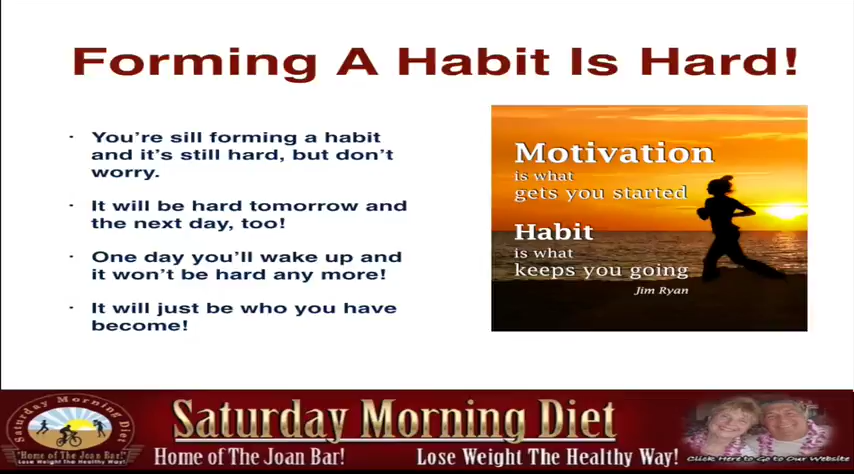 Forming A Habit Is Hard!
· You're sill forming a habit
and it's still hard, but don't
worry.
· It will be hard tomorrow and
the next day, too!
· One day you'll wake up and
it won't be hard any more!
· It will just be who you have
become!
Motivation
is what
gets you started
Habit
is what
keeps you going
Jim Ryan
Saturday Morning Diet
"Home of The Joan Bar!"
Lose Weight The Healthy Way!
Saturday Morning Diet
Home of The Joan Bar!
Lose Weight The Healthy Way!
Click Here to Go to Our Website